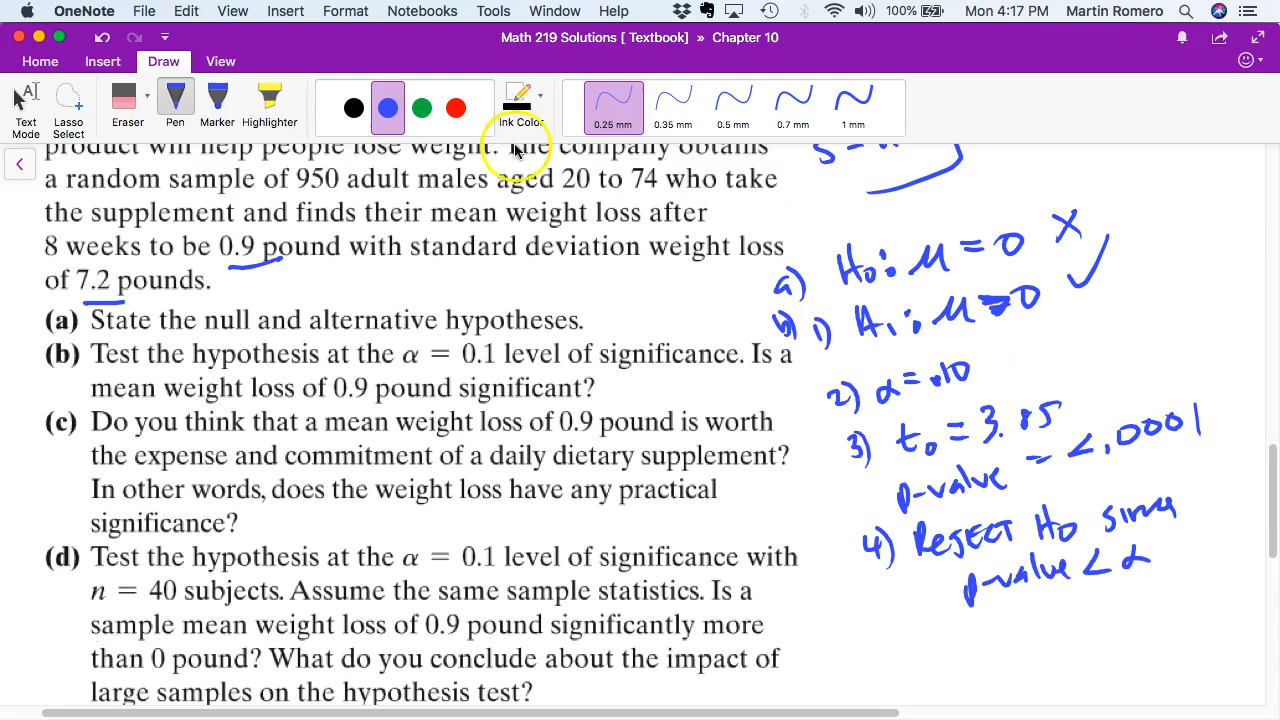 OneNote File Edit View Insert Format Notebooks Tools Window Help 100% Mon 4:17 PM Martin Romero
Math 219 Solutions [ Textbook] » Chapter 10
Home Insert Draw View
Text Mode
Lasso Select
Eraser
Pen
Marker
Highlighter
Ink Color
0.25 mm
0.35 mm
0.5 mm
0.7 mm
1 mm
product will help people lose weight. The company obtains
a random sample of 950 adult males aged 20 to 74 who take
the supplement and finds their mean weight loss after
8 weeks to be 0.9 pound with standard deviation weight loss
of 7.2 pounds.
(a) State the null and alternative hypotheses.
(b) Test the hypothesis at the α = 0.1 level of significance. Is a
mean weight loss of 0.9 pound significant?
(c) Do you think that a mean weight loss of 0.9 pound is worth
the expense and commitment of a daily dietary supplement?
In other words, does the weight loss have any practical
significance?
(d) Test the hypothesis at the α = 0.1 level of significance with
n = 40 subjects. Assume the same sample statistics. Is a
sample mean weight loss of 0.9 pound significantly more
than 0 pound? What do you conclude about the impact of
large samples on the hypothesis test?
a) H₀: μ = 0 X
b) 1) H₁: μ > 0 ✓
2) α = .10
3) t₀ = 3.85
p-value = < .0001
4) REJECT H₀ since
p-value < α